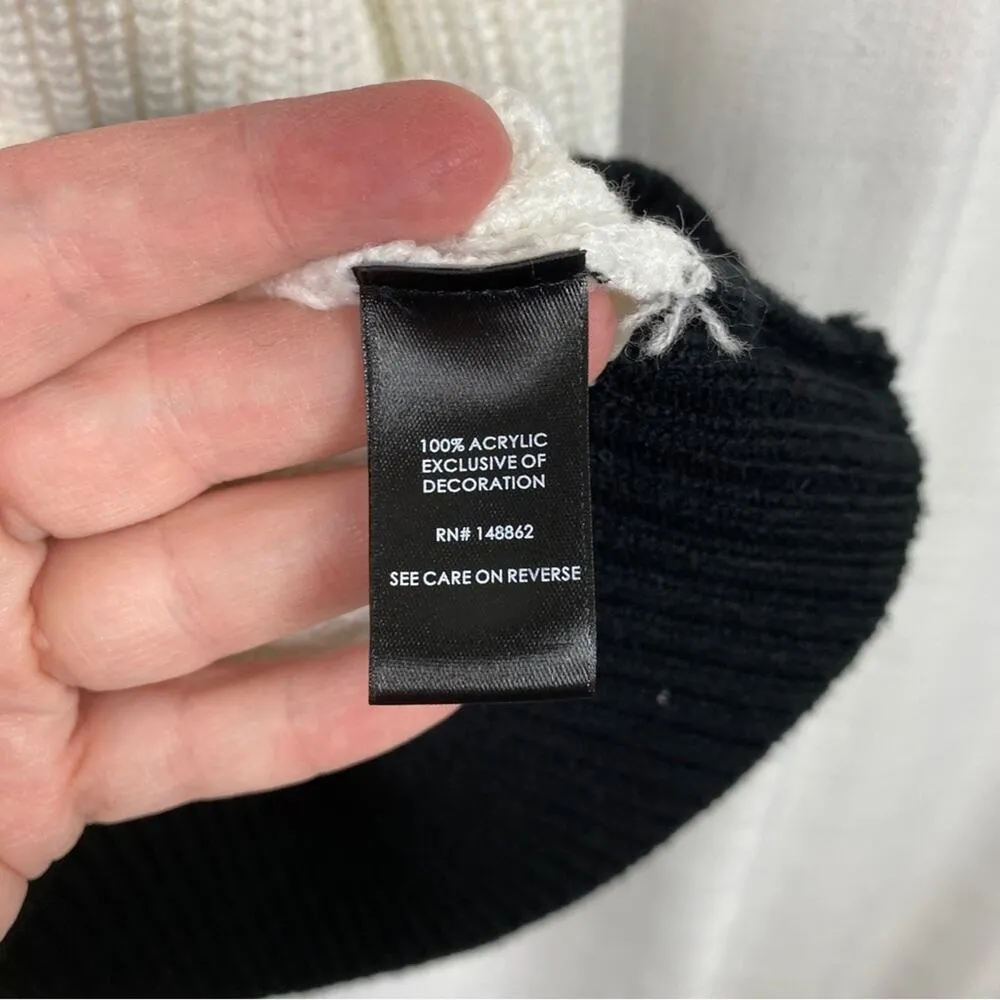 100% ACRYLIC
EXCLUSIVE OF
DECORATION
RN# 148862
SEE CARE ON REVERSE